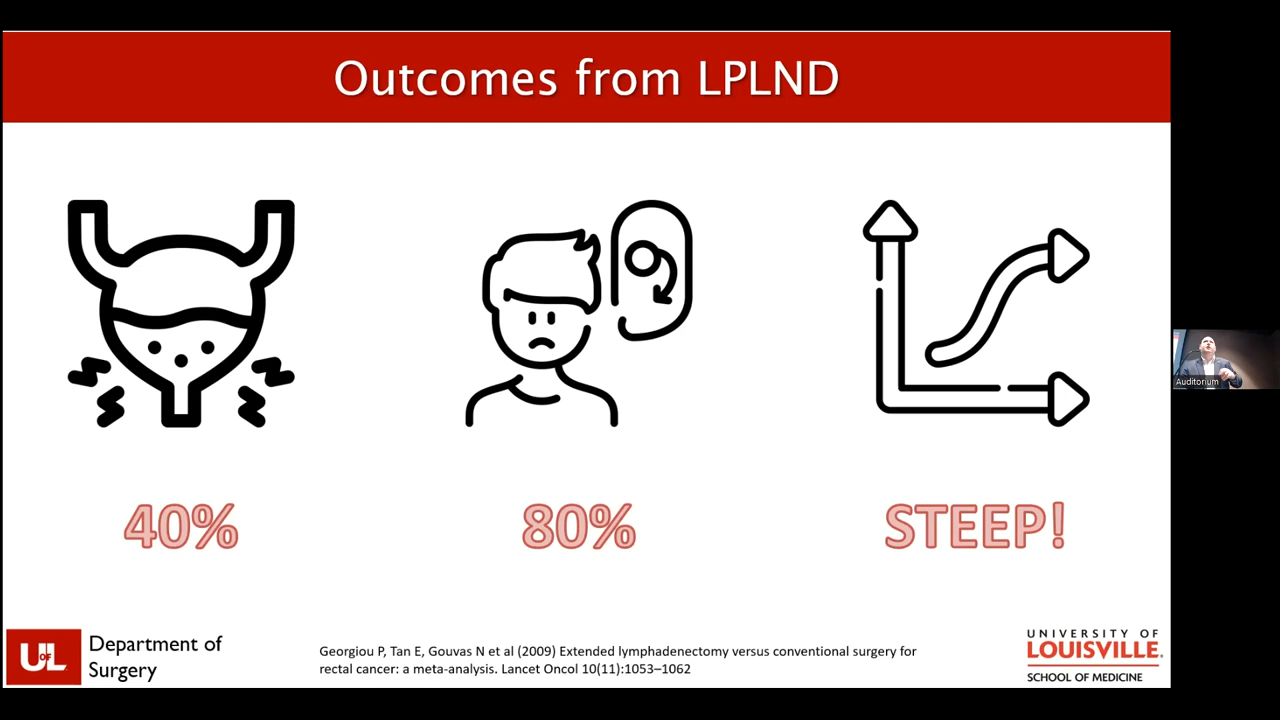 Outcomes from LPLND
40%
80%
STEEP!
Auditorium
UofL
Department of
Surgery
Georgiou P, Tan E, Gouvas N et al (2009) Extended lymphadenectomy versus conventional surgery for
rectal cancer: a meta-analysis. Lancet Oncol 10(11):1053–1062
UNIVERSITY OF
LOUISVILLE.
SCHOOL OF MEDICINE